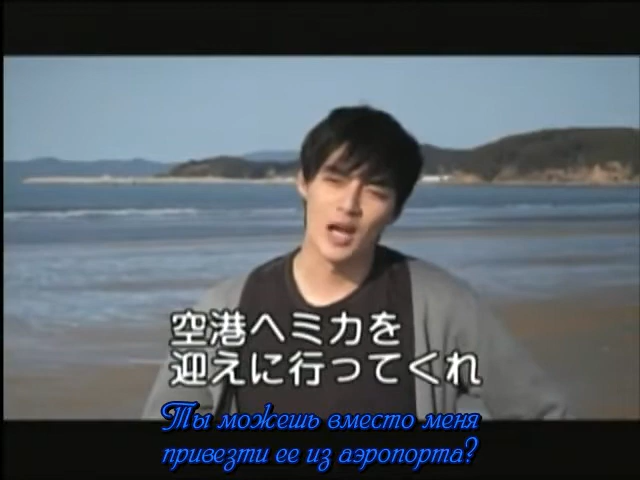 空港へミカを
迎えに行ってくれ
Ты можешь вместо меня
привезти ее из аэропорта?